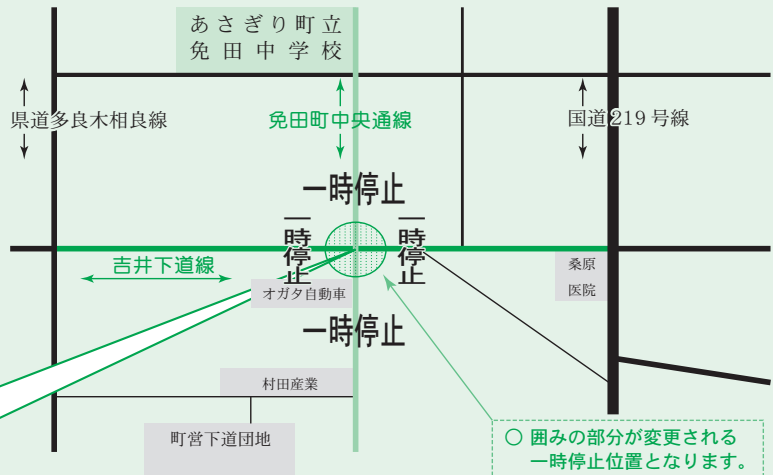 あさぎり町立
免田中学校
県道多良木相良線
免田町中央通線
国道219号線
一時停止
一時停止
一時停止
吉井下道線
オガタ自動車
桑原
医院
一時停止
村田産業
町営下道団地
○ 囲みの部分が変更される
一時停止位置となります。